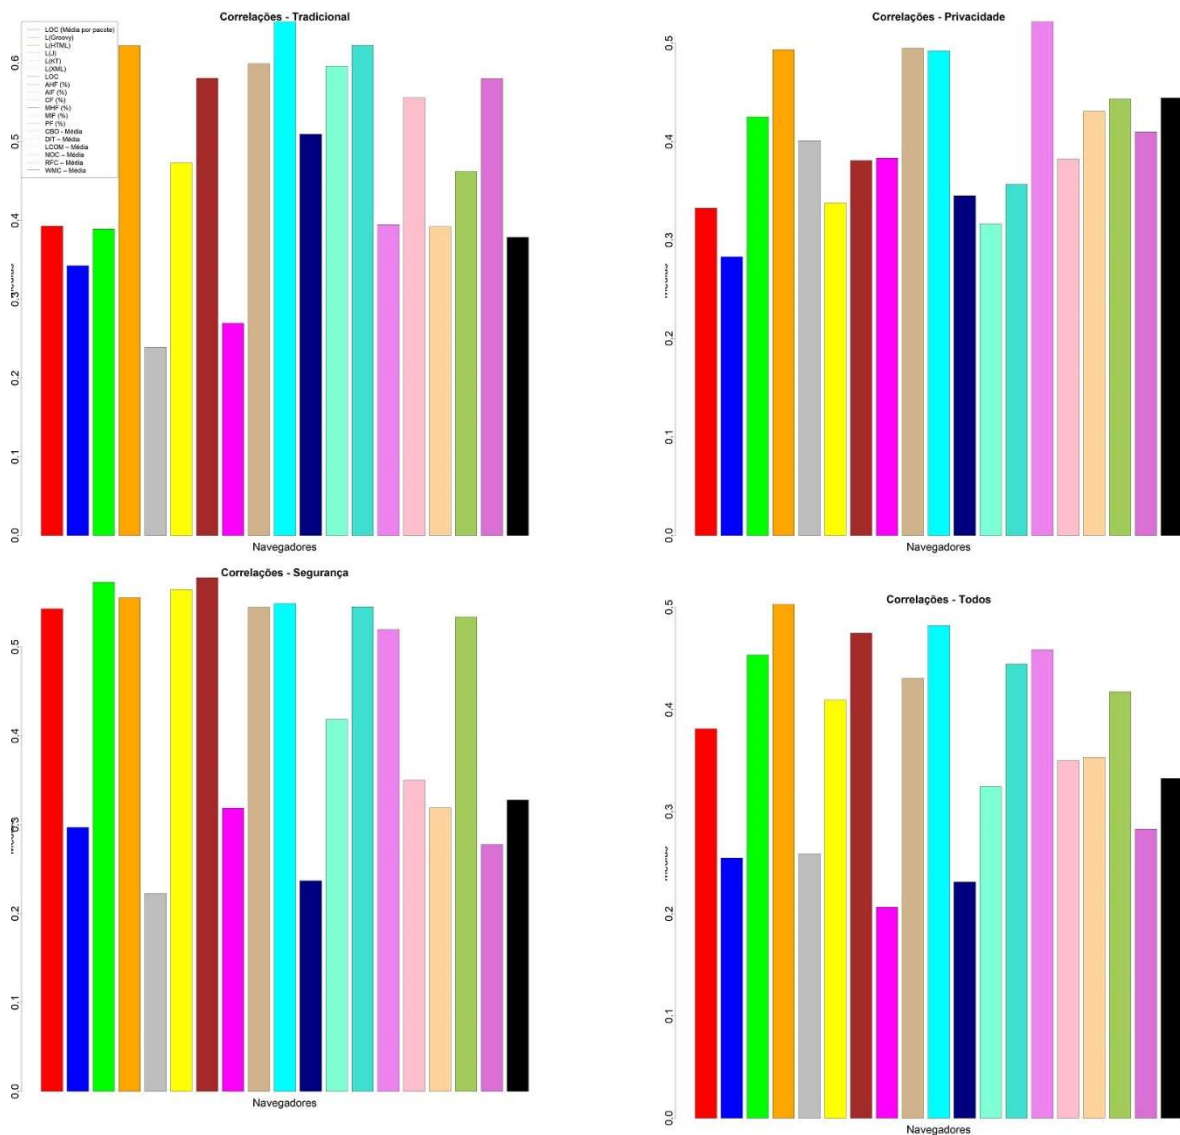 Correlações - Tradicional
LOC (Média por pacote)
L(Groovy)
L(HTML)
L(J)
L(KT)
L(XML)
LOC
AHF (%)
AIF (%)
CF (%)
MHF (%)
MIF (%)
PF (%)
CBO - Média
DIT – Média
LCOM – Média
NOC – Média
RFC – Média
WMC – Média
0.6
0.5
0.4
0.3
0.2
0.1
0.0
Navegadores
Correlações - Privacidade
0.5
0.4
0.3
Médias
0.2
0.1
0.0
Navegadores
Correlações - Segurança
0.5
0.4
0.3
0.2
0.1
0.0
Navegadores
Correlações - Todos
0.5
0.4
0.3
Médias
0.2
0.1
0.0
Navegadores